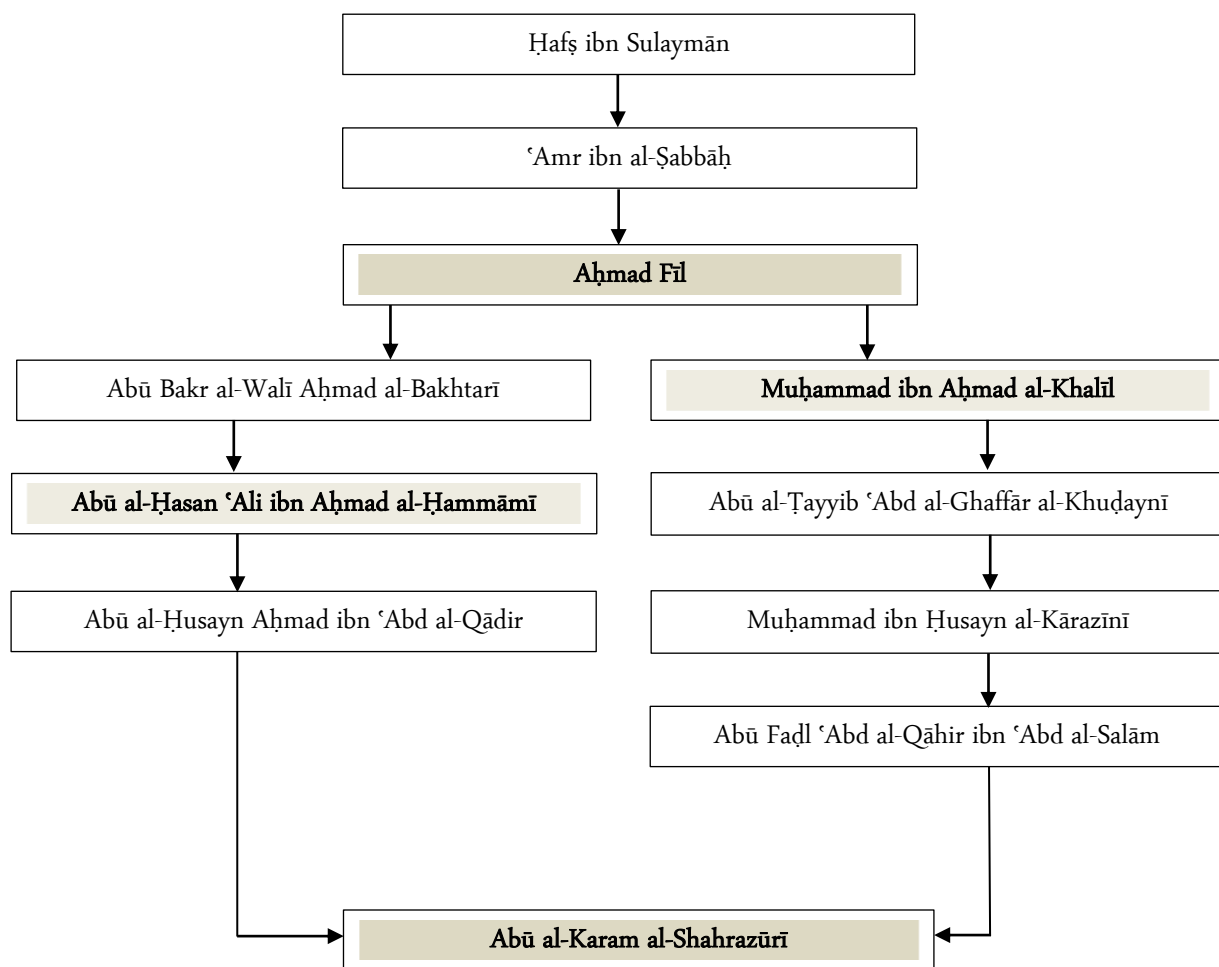 Ḥafṣ ibn Sulaymān
ʿAmr ibn al-Ṣabbāḥ
Aḥmad Fīl
Abū Bakr al-Walī Aḥmad al-Bakhtarī
Muḥammad ibn Aḥmad al-Khalīl
Abū al-Ḥasan ʿAli ibn Aḥmad al-Ḥammāmī
Abū al-Ṭayyib ʿAbd al-Ghaffār al-Khuḍaynī
Abū al-Ḥusayn Aḥmad ibn ʿAbd al-Qādir
Muḥammad ibn Ḥusayn al-Kārazīnī
Abū Faḍl ʿAbd al-Qāhir ibn ʿAbd al-Salām
Abū al-Karam al-Shahrazūrī